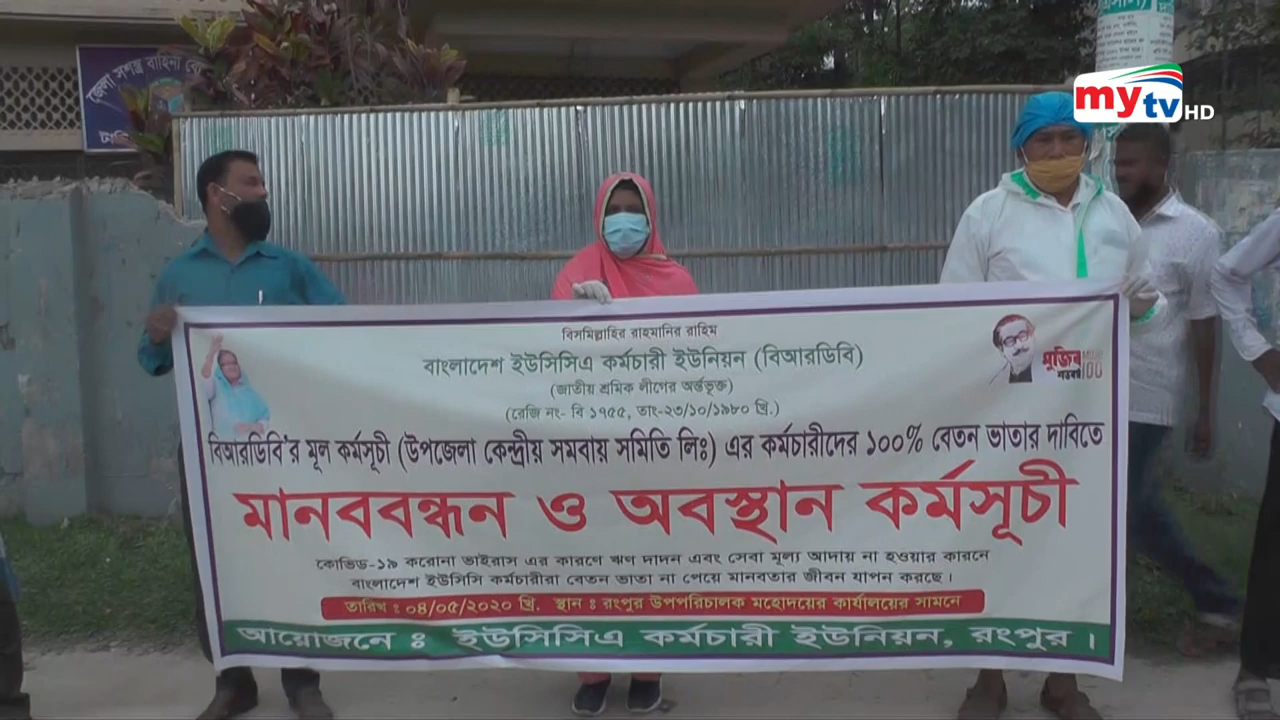 জেলা সশস্ত্র বাহিনী
mytv HD
বিসমিল্লাহির রাহমানির রাহিম
বাংলাদেশ ইউসিসিএ কর্মচারী ইউনিয়ন (বিআরডিবি)
(জাতীয় শ্রমিক লীগের অর্ন্তভূক্ত)
(রেজি নং- বি ১৭৫৫, তাং-২৩/১০/১৯৮০ খ্রি.)
মুজিব
শতবর্ষ 100
বিআরডিবি'র মূল কর্মসূচী (উপজেলা কেন্দ্রীয় সমবায় সমিতি লিঃ) এর কর্মচারীদের ১০০% বেতন ভাতার দাবিতে
মানববন্ধন ও অবস্থান কর্মসূচী
কোভিড-১৯ করোনা ভাইরাস এর কারণে ঋণ দাদন এবং সেবা মূল্য আদায় না হওয়ার কারনে
বাংলাদেশ ইউসিসি কর্মচারীরা বেতন ভাতা না পেয়ে মানবতার জীবন যাপন করছে।
তারিখ : ০৪/০৫/২০২০ খ্রি. স্থান : রংপুর উপপরিচালক মহোদয়ের কার্যালয়ের সামনে
আয়োজনে : ইউসিসিএ কর্মচারী ইউনিয়ন, রংপুর।